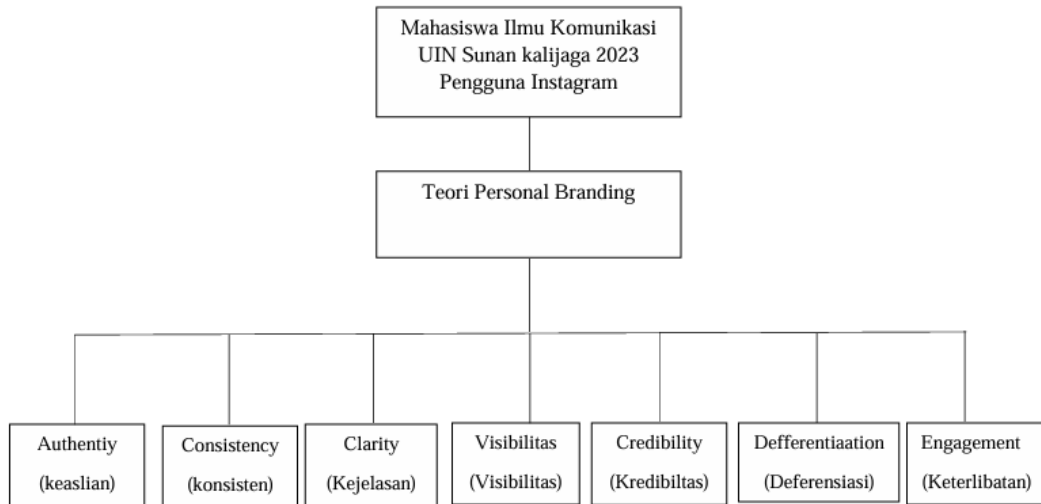 Mahasiswa Ilmu Komunikasi
UIN Sunan kalijaga 2023
Pengguna Instagram
Teori Personal Branding
Authentiy
(keaslian)
Consistency
(konsisten)
Clarity
(Kejelasan)
Visibilitas
(Visibilitas)
Credibility
(Kredibiltas)
Defferentiaation
(Deferensiasi)
Engagement
(Keterlibatan)